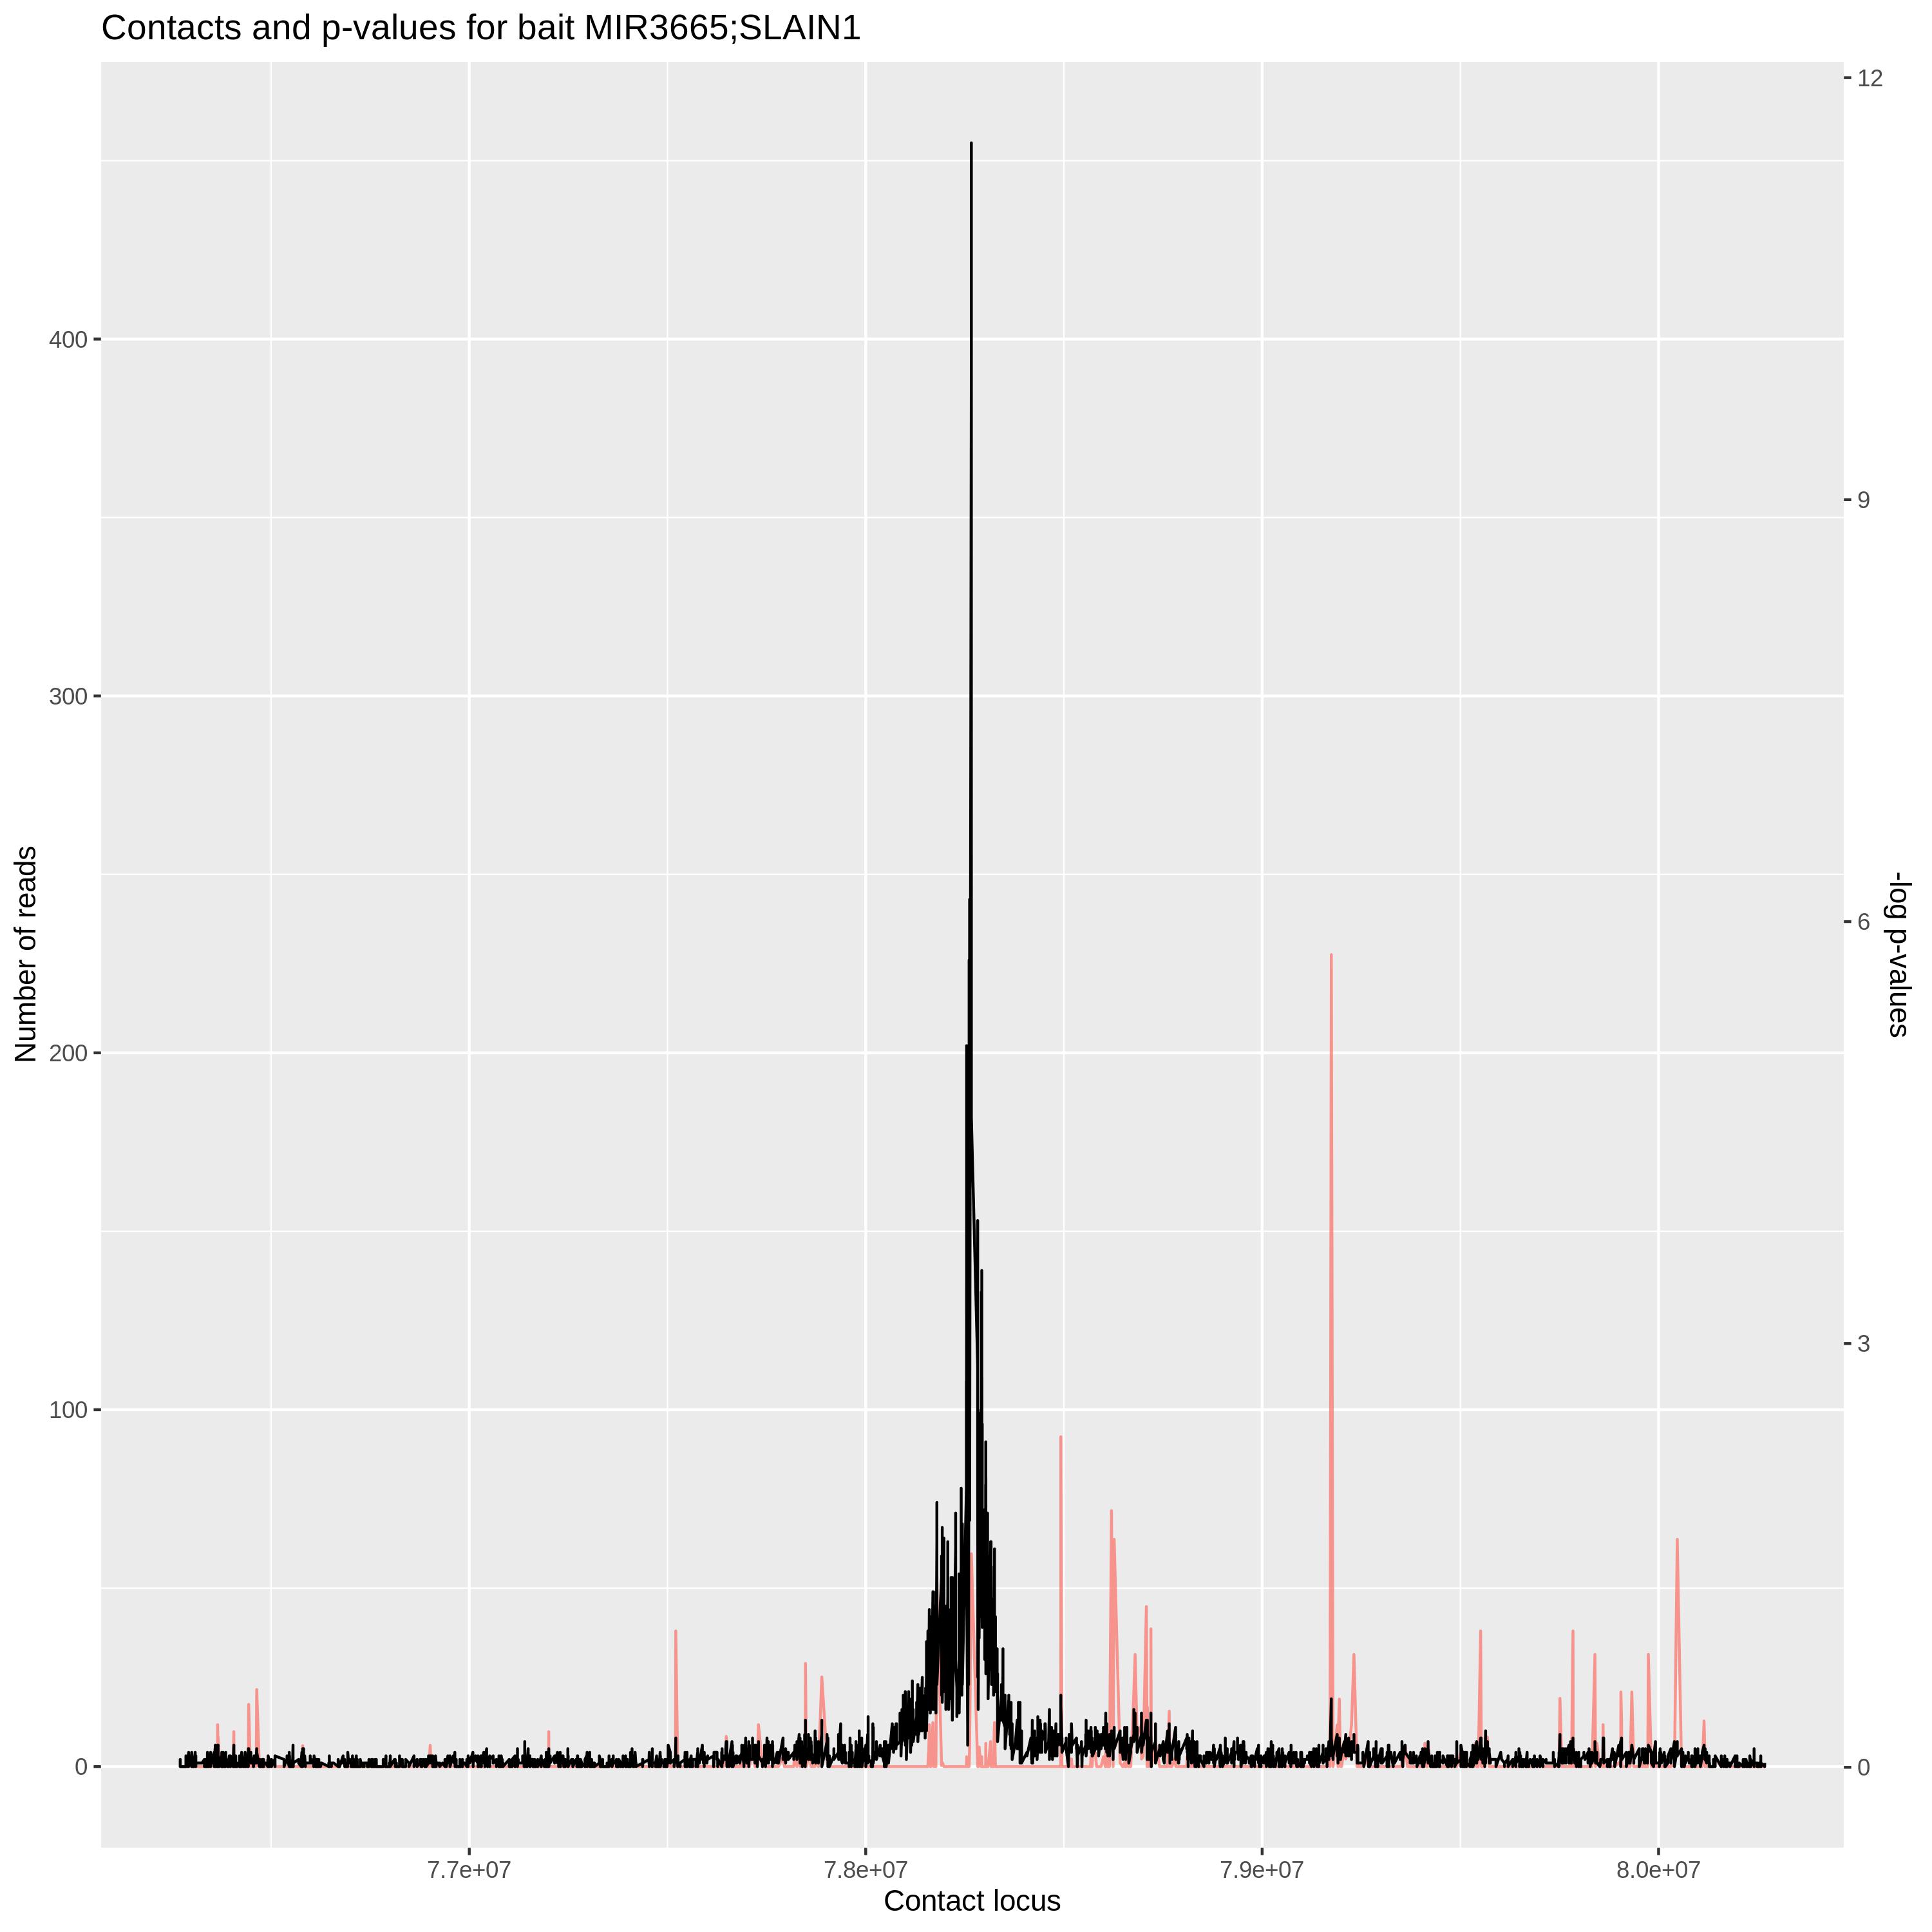 Contacts and p-values for bait MIR3665;SLAIN1
12
9
6
3
0
-log p-values
400
300
200
100
0
Number of reads
7.7e+07
7.8e+07
7.9e+07
8.0e+07
Contact locus